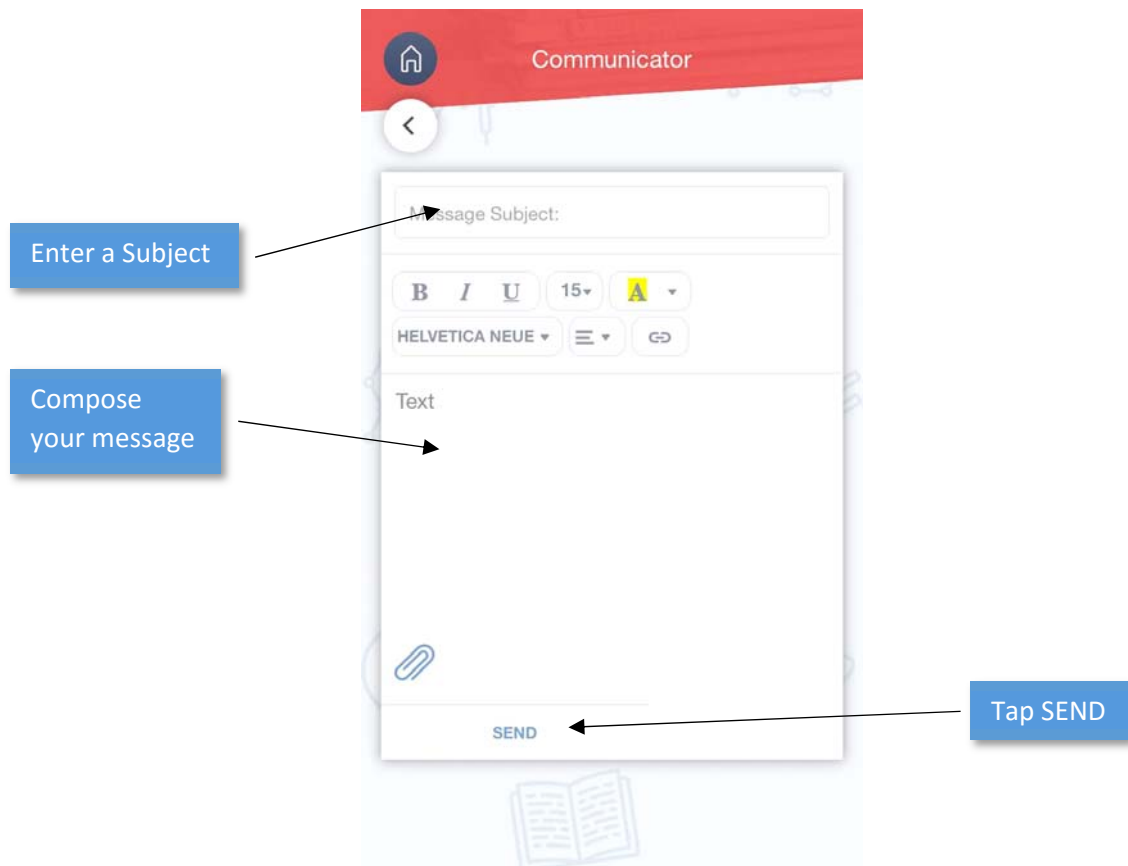 Communicator
Message Subject:
Enter a Subject
B I U 15 A
HELVETICA NEUE
Compose
your message
Text
Tap SEND
SEND